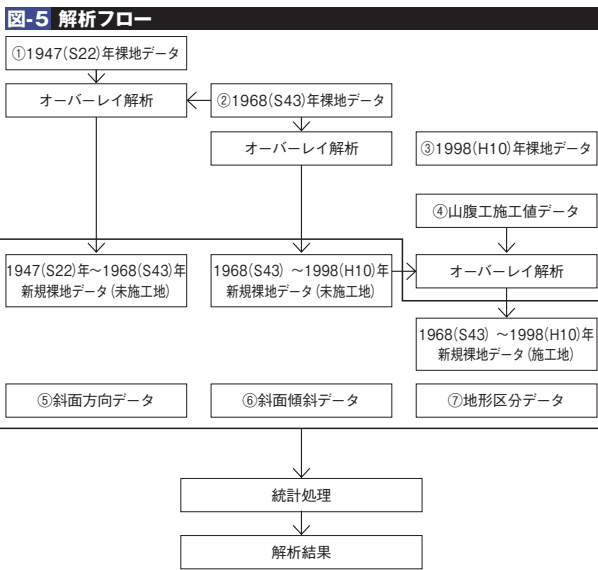 図-5 解析フロー
①1947(S22)年裸地データ
オーバーレイ解析
②1968(S43)年裸地データ
オーバーレイ解析
③1998(H10)年裸地データ
④山腹工施工値データ
1947(S22)年～1968(S43)年
新規裸地データ(未施工地)
1968(S43) ～1998(H10)年
新規裸地データ(未施工地)
オーバーレイ解析
1968(S43) ～1998(H10)年
新規裸地データ(施工地)
⑤斜面方向データ
⑥斜面傾斜データ
⑦地形区分データ
統計処理
解析結果